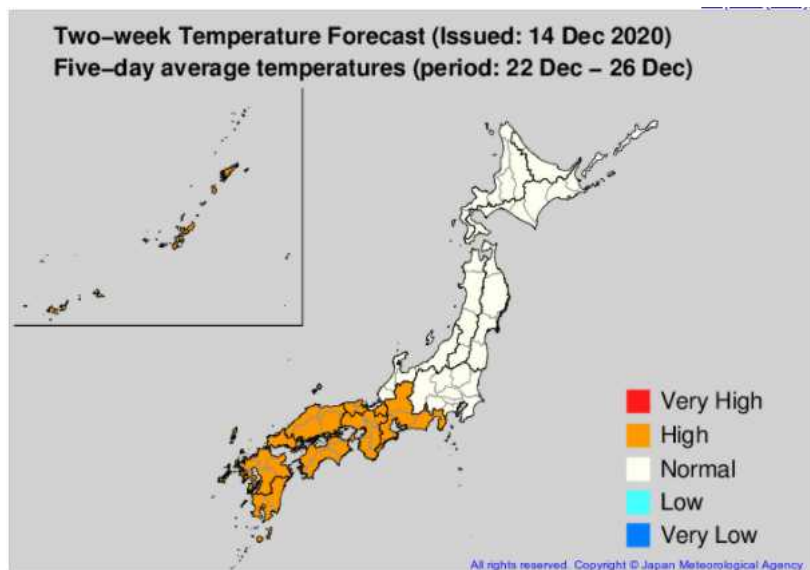 Two-week Temperature Forecast (Issued: 14 Dec 2020)
Five-day average temperatures (period: 22 Dec - 26 Dec)
Very High
High
Normal
Low
Very Low
All rights reserved. Copyright © Japan Meteorological Agency